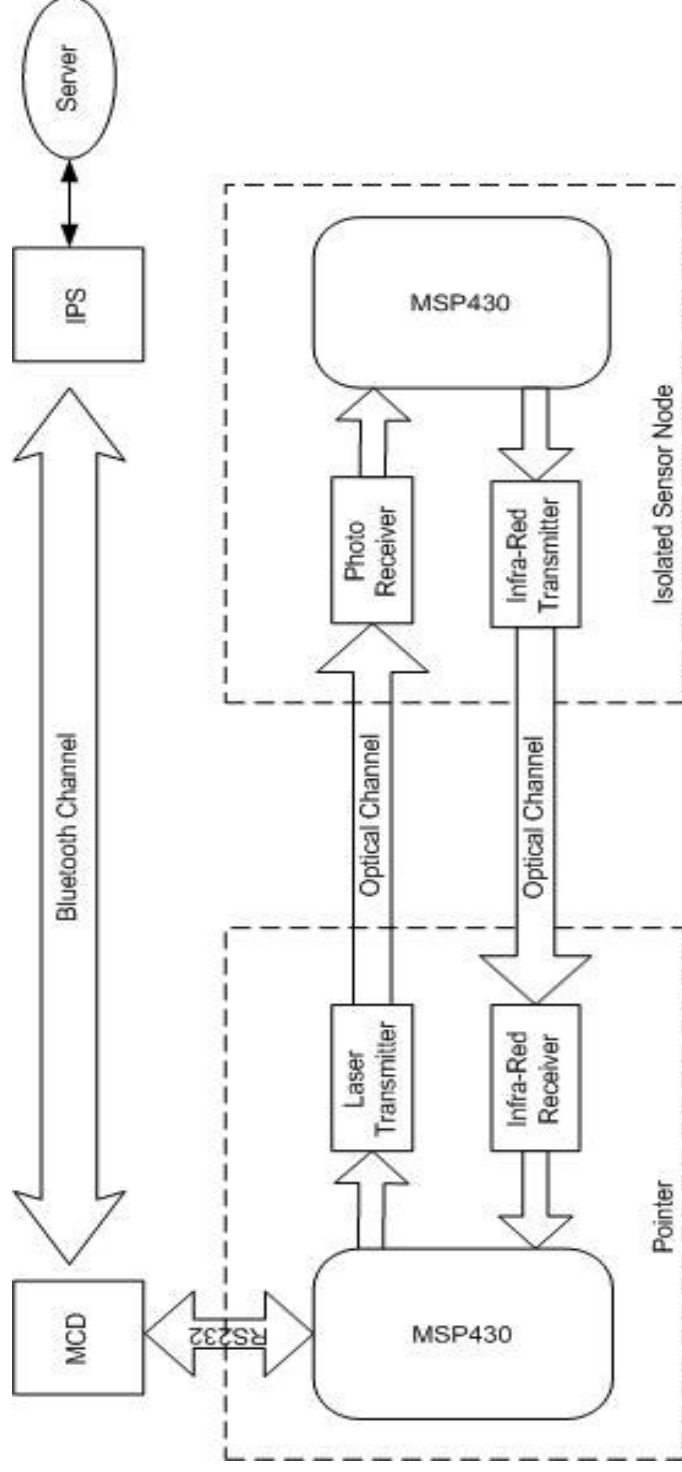 MCD
Bluetooth Channel
IPS
Server
RS232
MSP430
Laser
Transmitter
Optical Channel
Photo
Receiver
MSP430
Infra-Red
Receiver
Optical Channel
Infra-Red
Transmitter
Pointer
Isolated Sensor Node